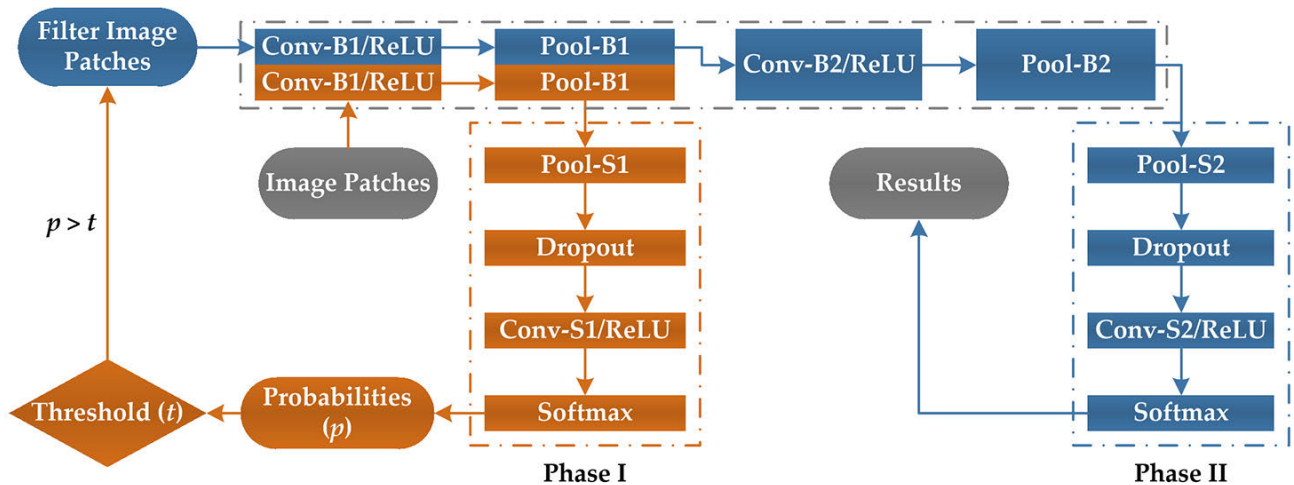 Filter Image
Patches
Conv-B1/ReLU
Conv-B1/ReLU
Pool-B1
Pool-B1
Conv-B2/ReLU
Pool-B2
Image Patches
Pool-S1
Results
Pool-S2
p > t
Dropout
Dropout
Conv-S1/ReLU
Conv-S2/ReLU
Threshold (t)
Probabilities
(p)
Softmax
Softmax
Phase I
Phase II